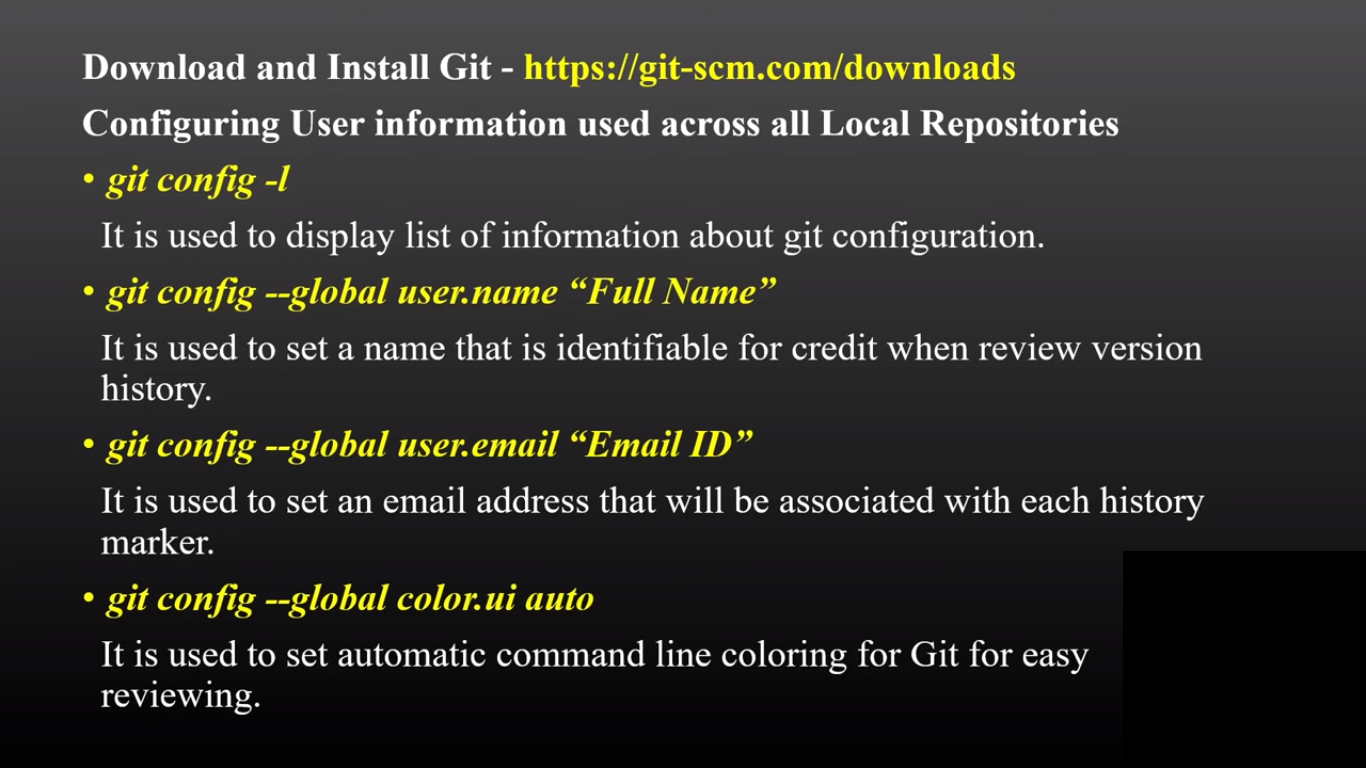 Download and Install Git - https://git-scm.com/downloads
Configuring User information used across all Local Repositories
• git config -l
It is used to display list of information about git configuration.
• git config --global user.name “Full Name”
It is used to set a name that is identifiable for credit when review version
history.
• git config --global user.email “Email ID”
It is used to set an email address that will be associated with each history
marker.
• git config --global color.ui auto
It is used to set automatic command line coloring for Git for easy
reviewing.